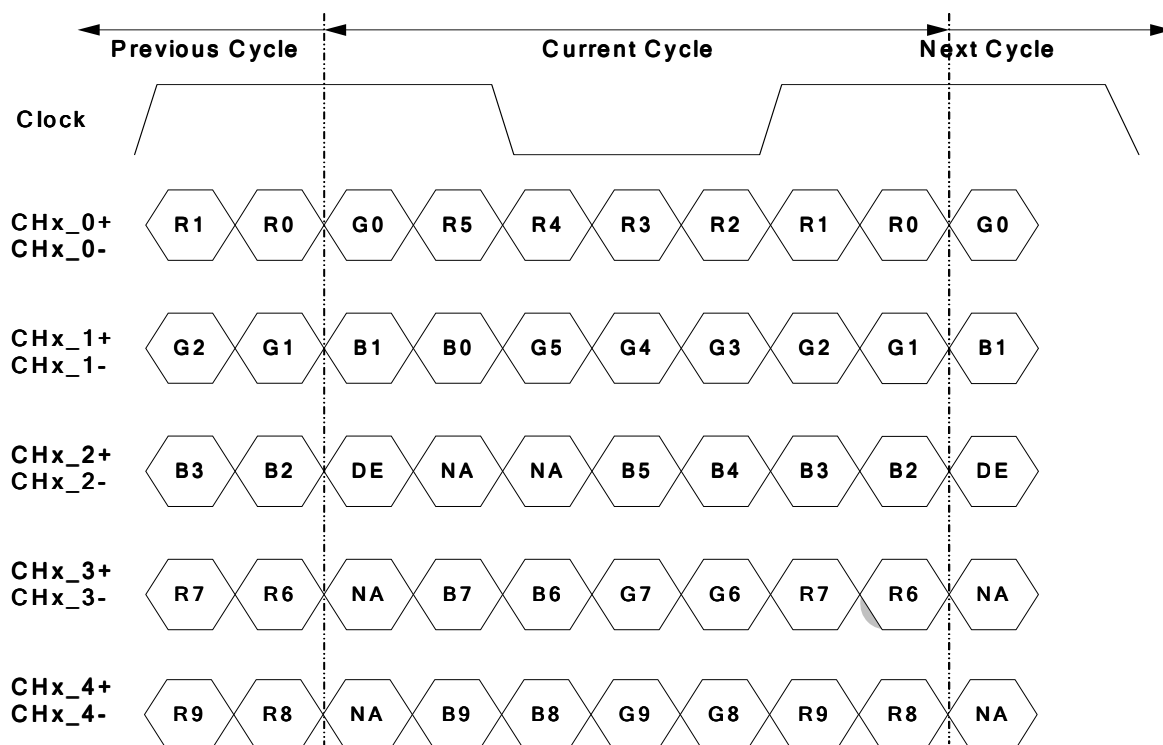 Previous Cycle Current Cycle Next Cycle
Clock
CHx_0+
CHx_0-
R1 R0 G0 R5 R4 R3 R2 R1 R0 G0
CHx_1+
CHx_1-
G2 G1 B1 B0 G5 G4 G3 G2 G1 B1
CHx_2+
CHx_2-
B3 B2 DE NA NA B5 B4 B3 B2 DE
CHx_3+
CHx_3-
R7 R6 NA B7 B6 G7 G6 R7 R6 NA
CHx_4+
CHx_4-
R9 R8 NA B9 B8 G9 G8 R9 R8 NA